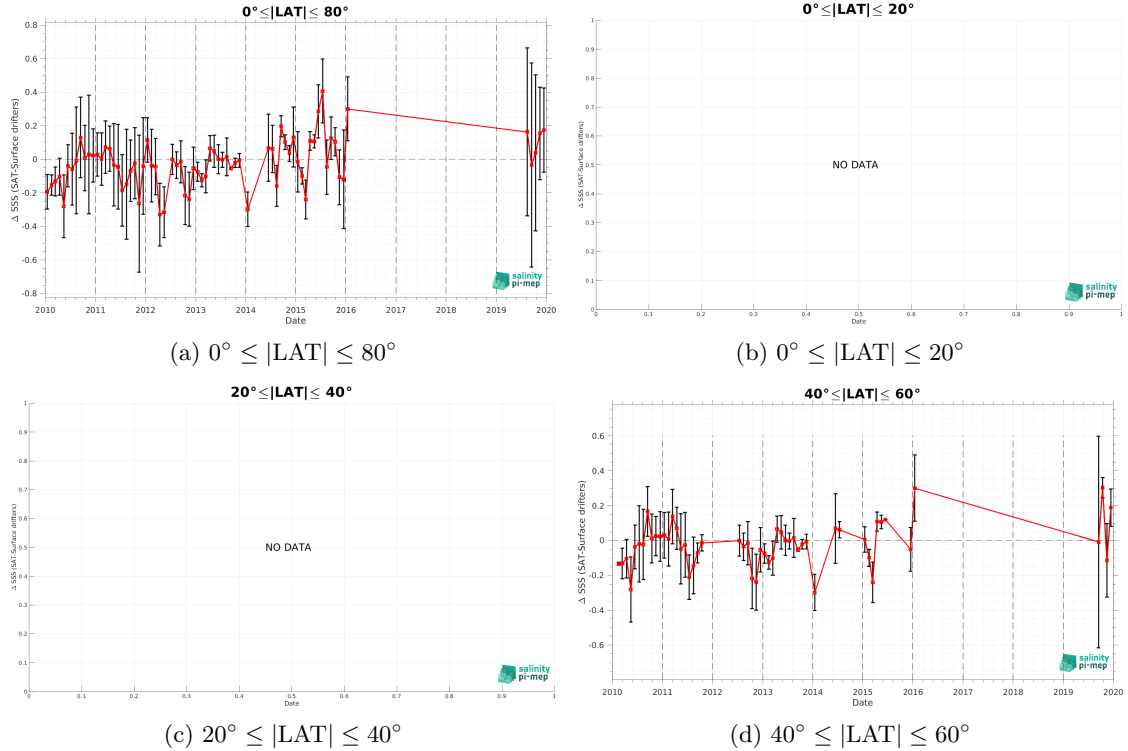 0°≤|LAT|≤ 80°
0.8
0.6
0.4
0.2
0
-0.2
-0.4
-0.6
-0.8
Δ SSS (SAT-Surface drifters)
2010 2011 2012 2013 2014 2015 2016 2017 2018 2019 2020
Date
salinity
pi-mep
(a) 0° ≤ |LAT| ≤ 80°
0°≤|LAT|≤ 20°
1
0.9
0.8
0.7
0.6
0.5
0.4
0.3
0.2
0.1
0
Δ SSS (SAT-Surface drifters)
NO DATA
0 0.1 0.2 0.3 0.4 0.5 0.6 0.7 0.8 0.9 1
Date
salinity
pi-mep
(b) 0° ≤ |LAT| ≤ 20°
20°≤|LAT|≤ 40°
1
0.9
0.8
0.7
0.6
0.5
0.4
0.3
0.2
0.1
0
Δ SSS (SAT-Surface drifters)
NO DATA
0 0.1 0.2 0.3 0.4 0.5 0.6 0.7 0.8 0.9 1
Date
salinity
pi-mep
(c) 20° ≤ |LAT| ≤ 40°
40°≤|LAT|≤ 60°
0.6
0.4
0.2
0
-0.2
-0.4
-0.6
Δ SSS (SAT-Surface drifters)
2010 2011 2012 2013 2014 2015 2016 2017 2018 2019 2020
Date
salinity
pi-mep
(d) 40° ≤ |LAT| ≤ 60°